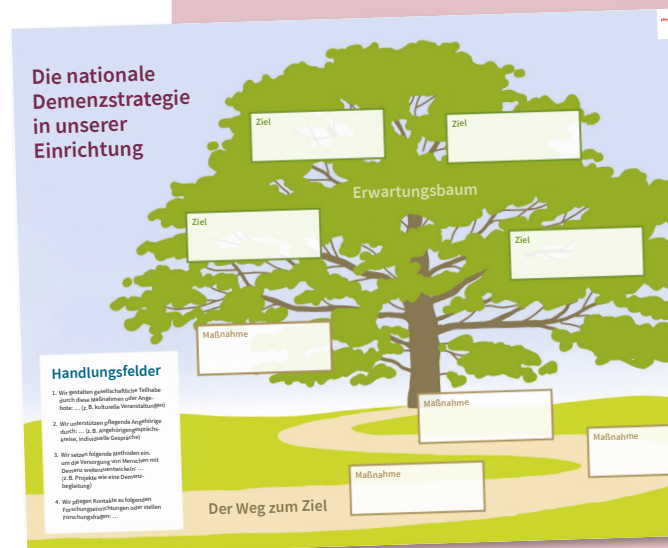 Die nationale
Demenzstrategie
in unserer
Einrichtung
Ziel
Ziel
Erwartungsbaum
Ziel
Ziel
Maßnahme
Handlungsfelder
1. Wir gestalten gesellschaftliche Teilhabe
durch diese Maßnahmen oder Ange-
bote: … (z. B. kulturelle Veranstaltungen)
2. Wir unterstützen pflegende Angehörige
durch: … (z. B. Angehörigengesprächs-
kreise, individuelle Gespräche)
3. Wir setzen folgende Methoden ein,
um die Versorgung von Menschen mit
Demenz weiterzuentwickeln: …
(z. B. Projekte wie eine Demenz-
begleitung)
4. Wir pflegen Kontakte zu folgenden
Forschungseinrichtungen oder stellen
Forschungsfragen: …
Maßnahme
Maßnahme
Maßnahme
Der Weg zum Ziel